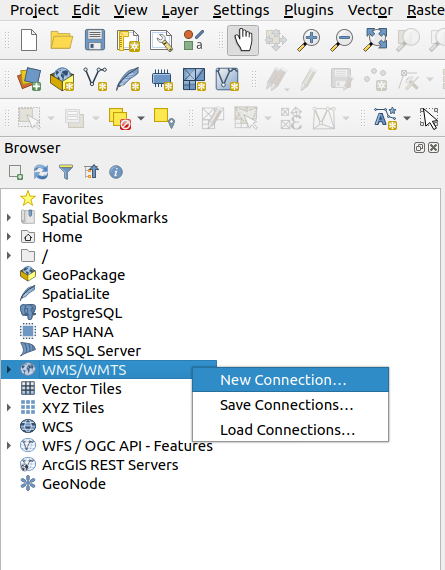 Project Edit View Layer Settings Plugins Vector Raste
Browser
Favorites
Spatial Bookmarks
Home
/
GeoPackage
SpatiaLite
PostgreSQL
SAP HANA
MS SQL Server
WMS/WMTS
New Connection…
Vector Tiles
Save Connections…
XYZ Tiles
WCS
Load Connections…
WFS / OGC API - Features
ArcGIS REST Servers
GeoNode